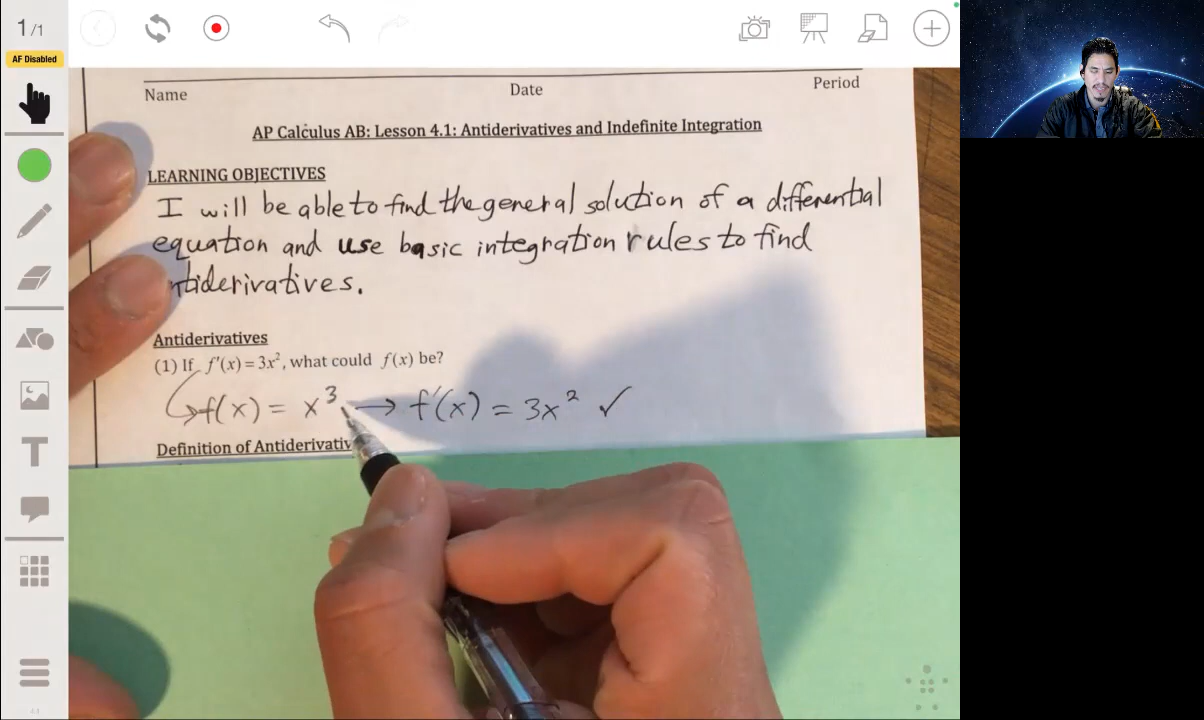 1/1
AF Disabled
Name Date Period
AP Calculus AB: Lesson 4.1: Antiderivatives and Indefinite Integration
LEARNING OBJECTIVES
I will be able to find the general solution of a differential
equation and use basic integration rules to find
ntiderivatives.
Antiderivatives
(1) If f'(x) = 3x², what could f(x) be?
f(x) = x³ → f'(x) = 3x² ✓
Definition of Antiderivativ
T